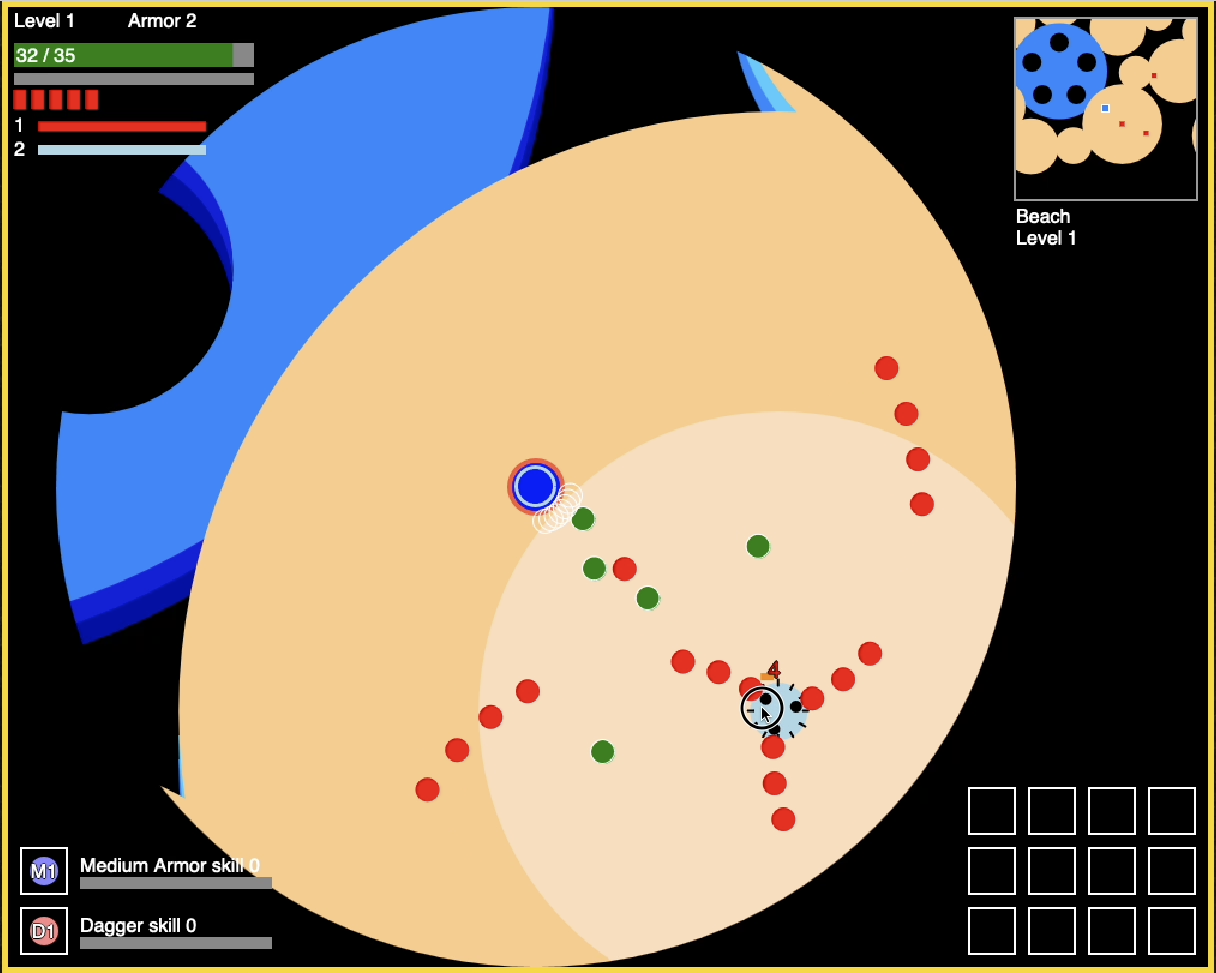 Level 1 Armor 2
32 / 35
1
2
Beach
Level 1
4
M1 Medium Armor skill 0
D1 Dagger skill 0